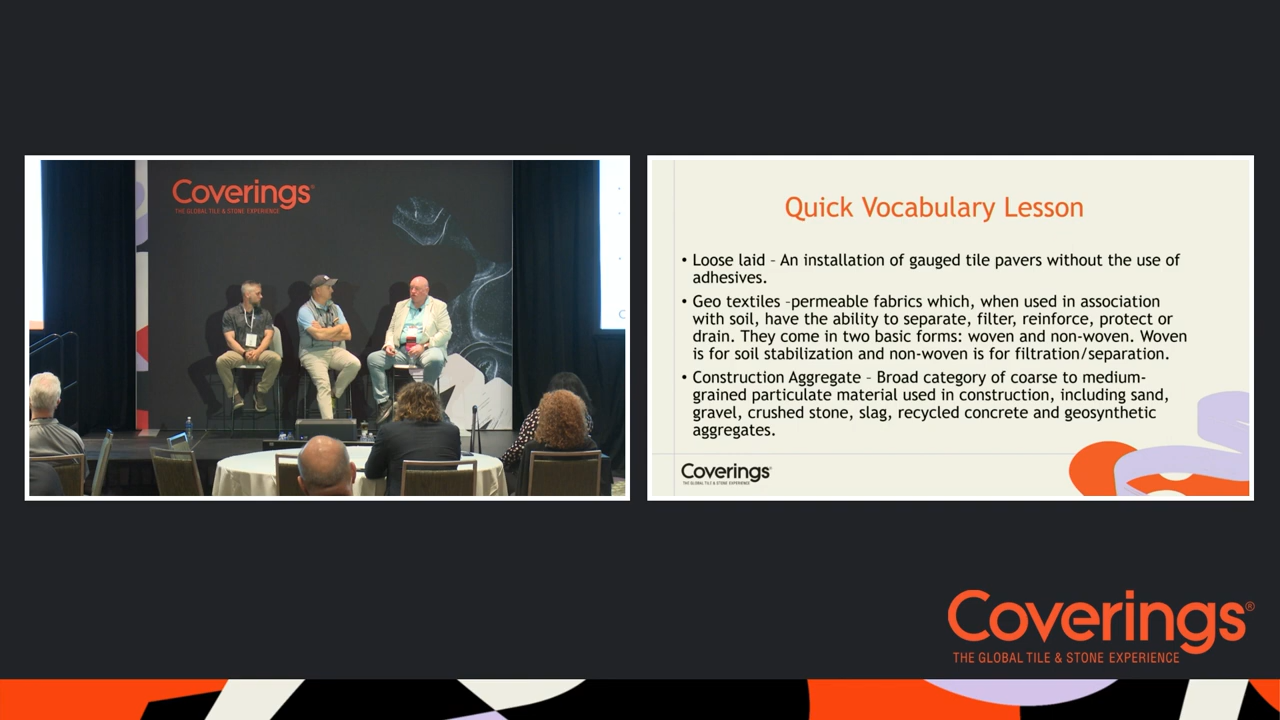 Coverings
THE GLOBAL TILE & STONE EXPERIENCE
Quick Vocabulary Lesson
• Loose laid – An installation of gauged tile pavers without the use of
adhesives.
• Geo textiles –permeable fabrics which, when used in association
with soil, have the ability to separate, filter, reinforce, protect or
drain. They come in two basic forms: woven and non-woven. Woven
is for soil stabilization and non-woven is for filtration/separation.
• Construction Aggregate – Broad category of coarse to medium-
grained particulate material used in construction, including sand,
gravel, crushed stone, slag, recycled concrete and geosynthetic
aggregates.
Coverings®
THE GLOBAL TILE & STONE EXPERIENCE
Coverings®
THE GLOBAL TILE & STONE EXPERIENCE